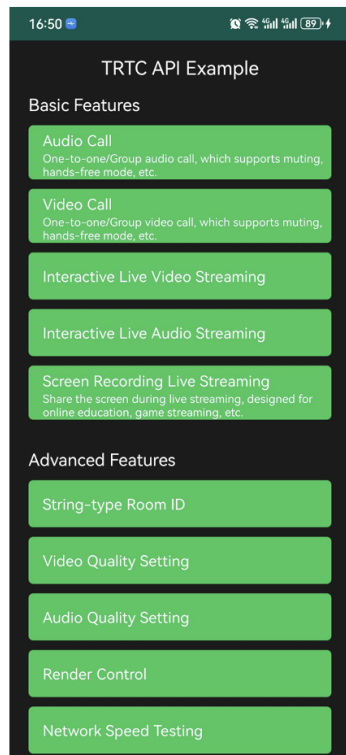 16:50
4G 4G 89
TRTC API Example
Basic Features
Audio Call
One-to-one/Group audio call, which supports muting,
hands-free mode, etc.
Video Call
One-to-one/Group video call, which supports muting,
hands-free mode, etc.
Interactive Live Video Streaming
Interactive Live Audio Streaming
Screen Recording Live Streaming
Share the screen during live streaming, designed for
online education, game streaming, etc.
Advanced Features
String-type Room ID
Video Quality Setting
Audio Quality Setting
Render Control
Network Speed Testing